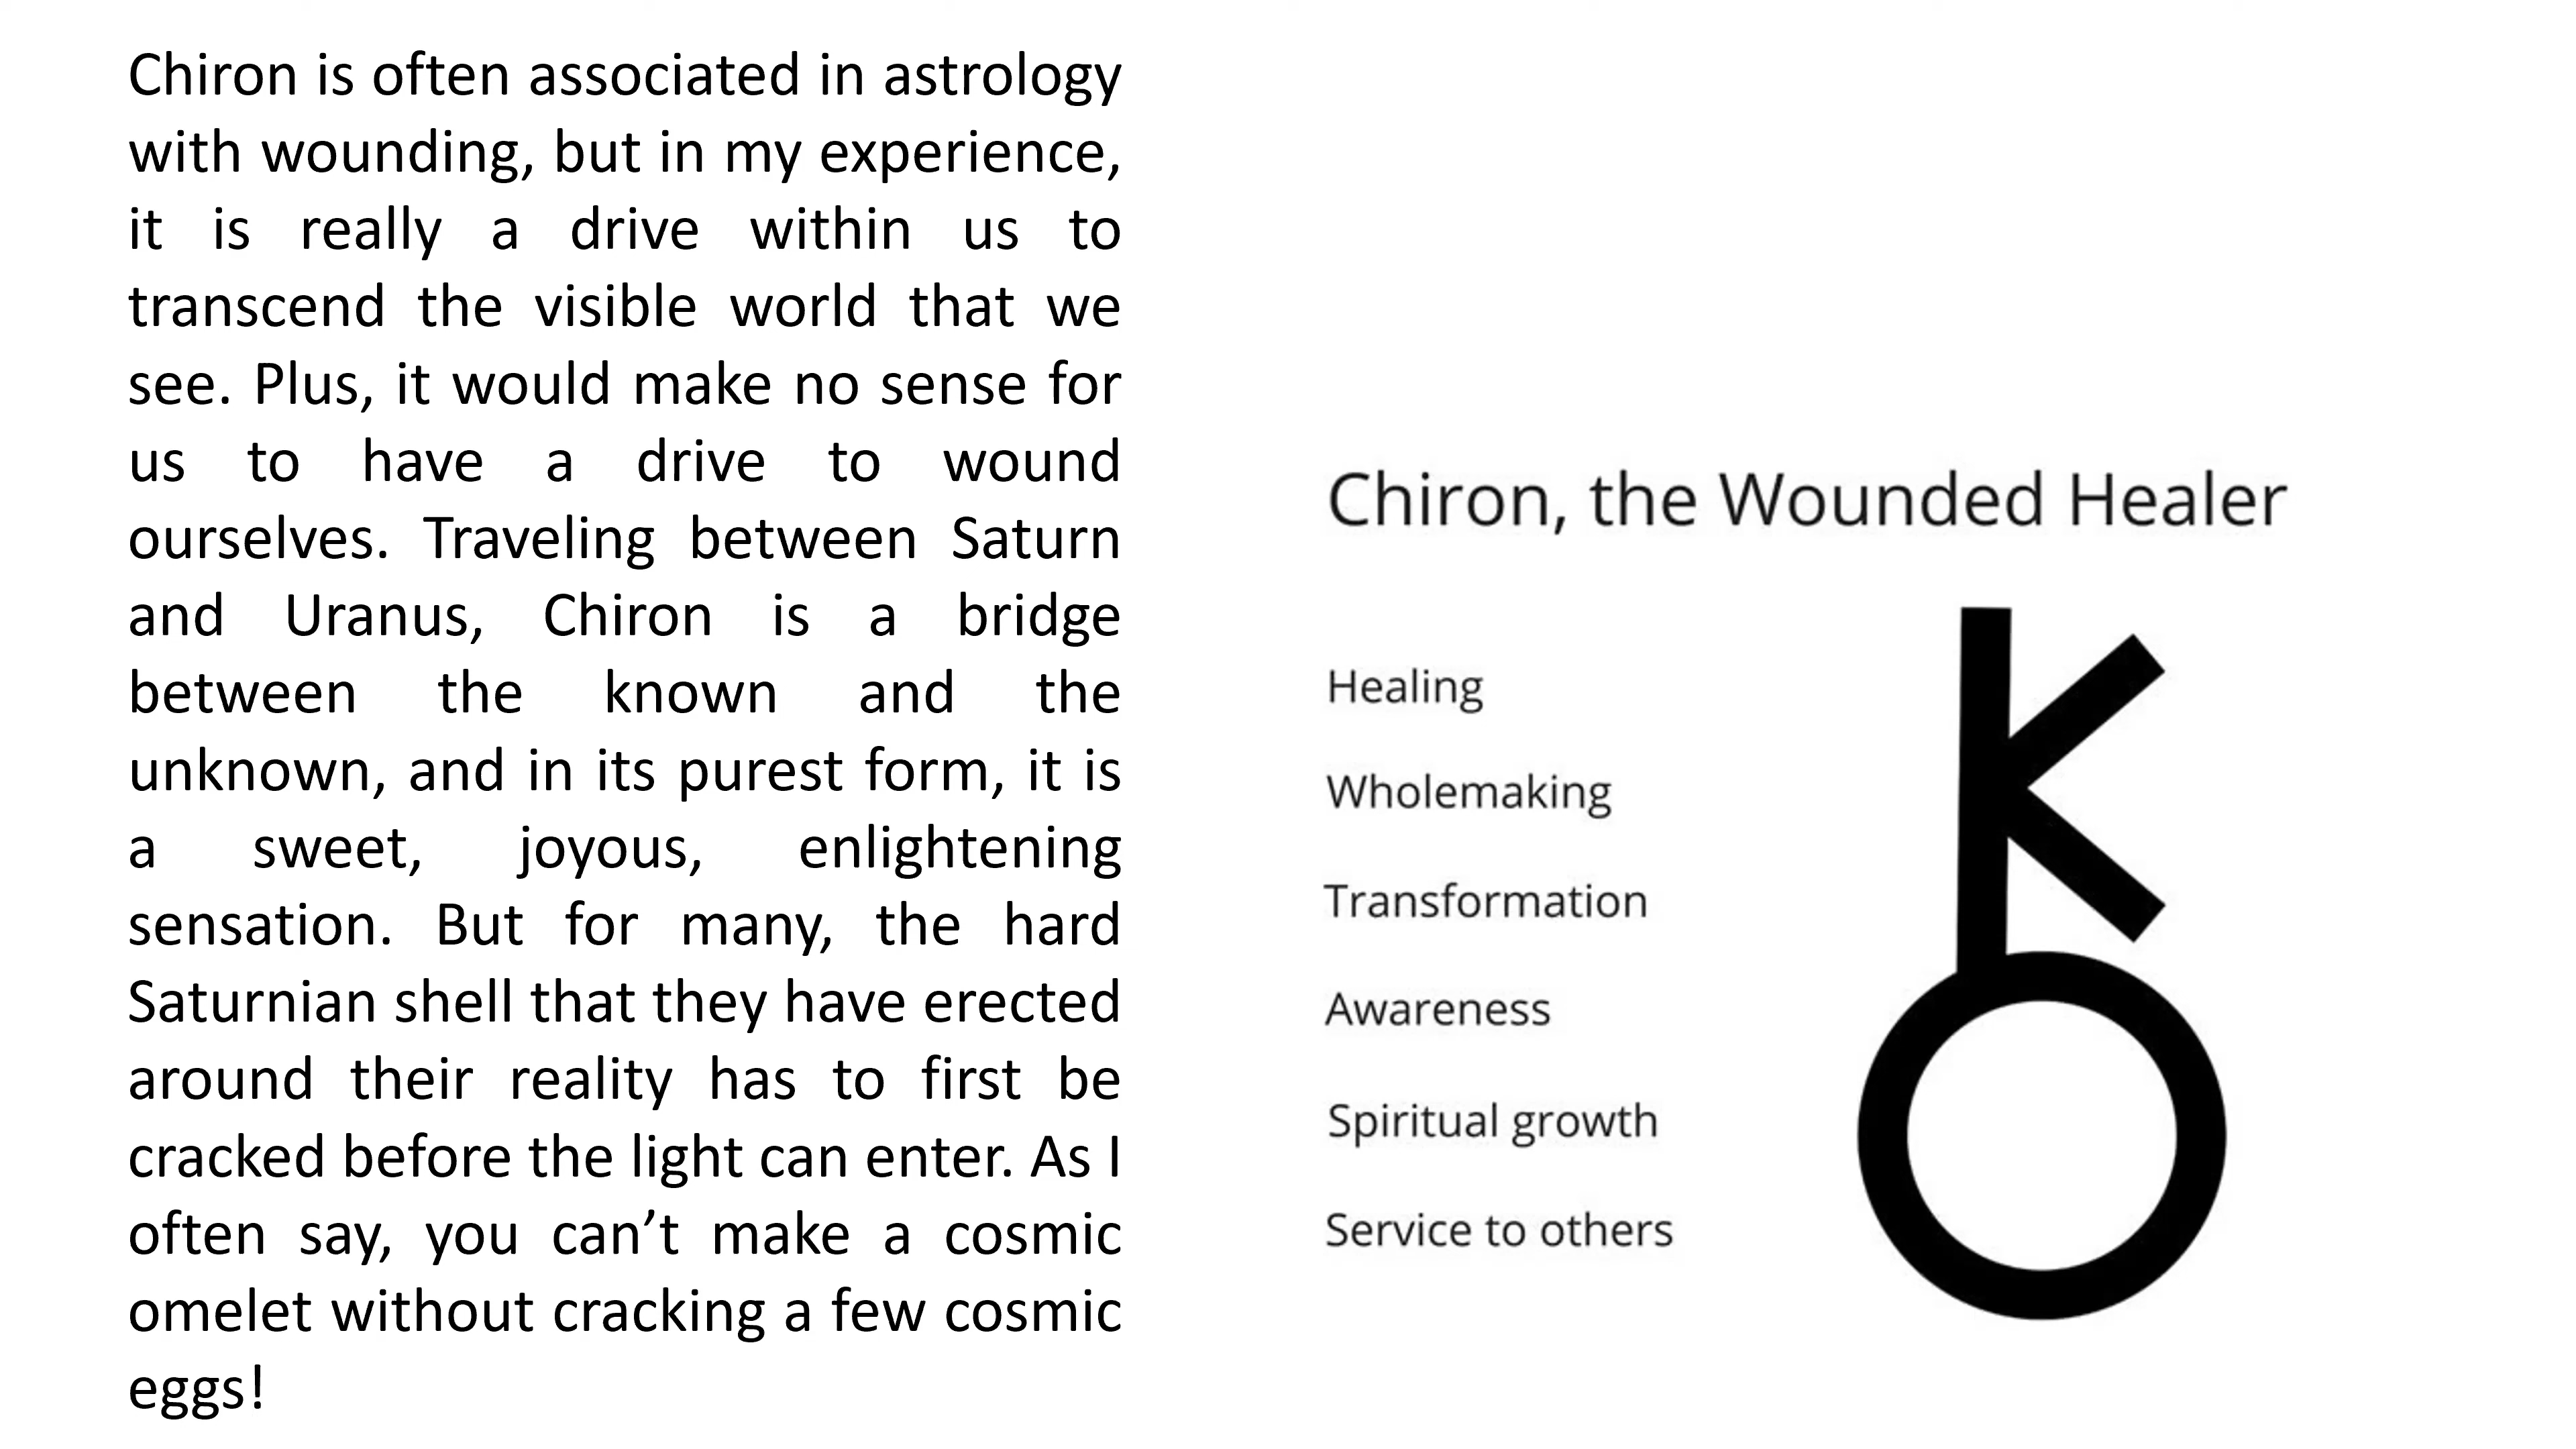 Chiron is often associated in astrology
with wounding, but in my experience,
it is really a drive within us to
transcend the visible world that we
see. Plus, it would make no sense for
us to have a drive to wound
ourselves. Traveling between Saturn
and Uranus, Chiron is a bridge
between the known and the
unknown, and in its purest form, it is
a sweet, joyous, enlightening
sensation. But for many, the hard
Saturnian shell that they have erected
around their reality has to first be
cracked before the light can enter. As I
often say, you can’t make a cosmic
omelet without cracking a few cosmic
eggs!
Chiron, the Wounded Healer
Healing
Wholemaking
Transformation
Awareness
Spiritual growth
Service to others